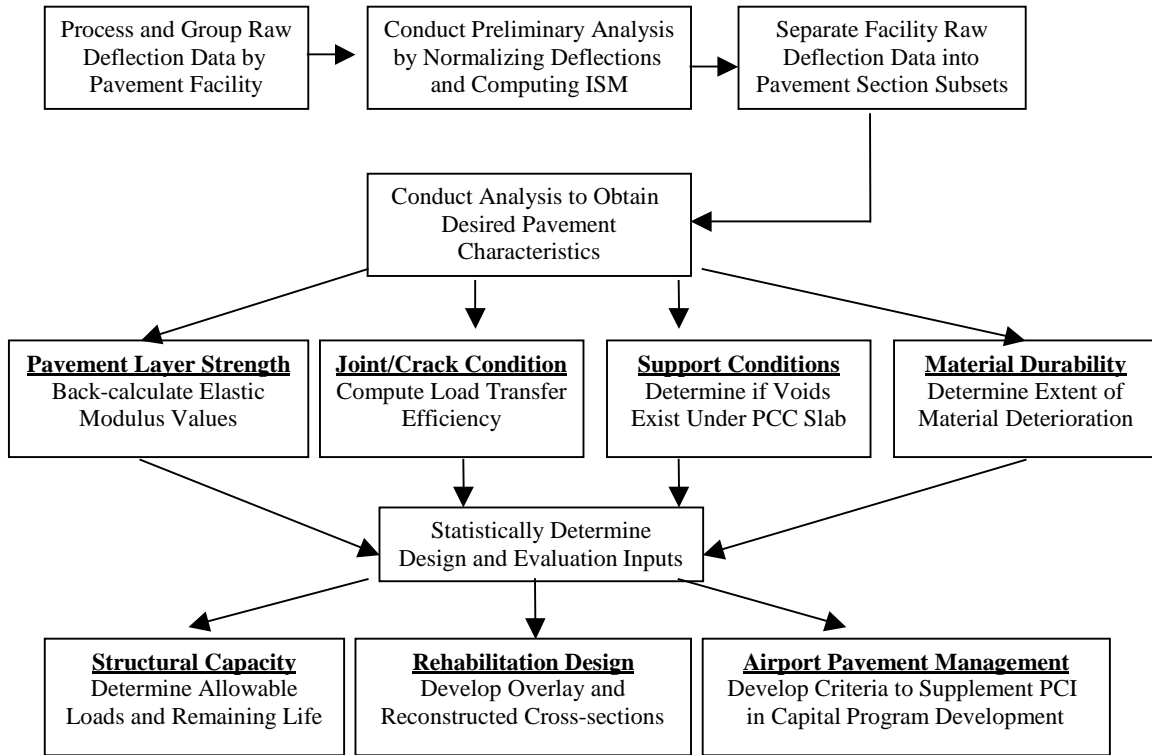 Process and Group Raw
Deflection Data by
Pavement Facility
Conduct Preliminary Analysis
by Normalizing Deflections
and Computing ISM
Separate Facility Raw
Deflection Data into
Pavement Section Subsets
Conduct Analysis to Obtain
Desired Pavement
Characteristics
Pavement Layer Strength
Back-calculate Elastic
Modulus Values
Joint/Crack Condition
Compute Load Transfer
Efficiency
Support Conditions
Determine if Voids
Exist Under PCC Slab
Material Durability
Determine Extent of
Material Deterioration
Statistically Determine
Design and Evaluation Inputs
Structural Capacity
Determine Allowable
Loads and Remaining Life
Rehabilitation Design
Develop Overlay and
Reconstructed Cross-sections
Airport Pavement Management
Develop Criteria to Supplement PCI
in Capital Program Development